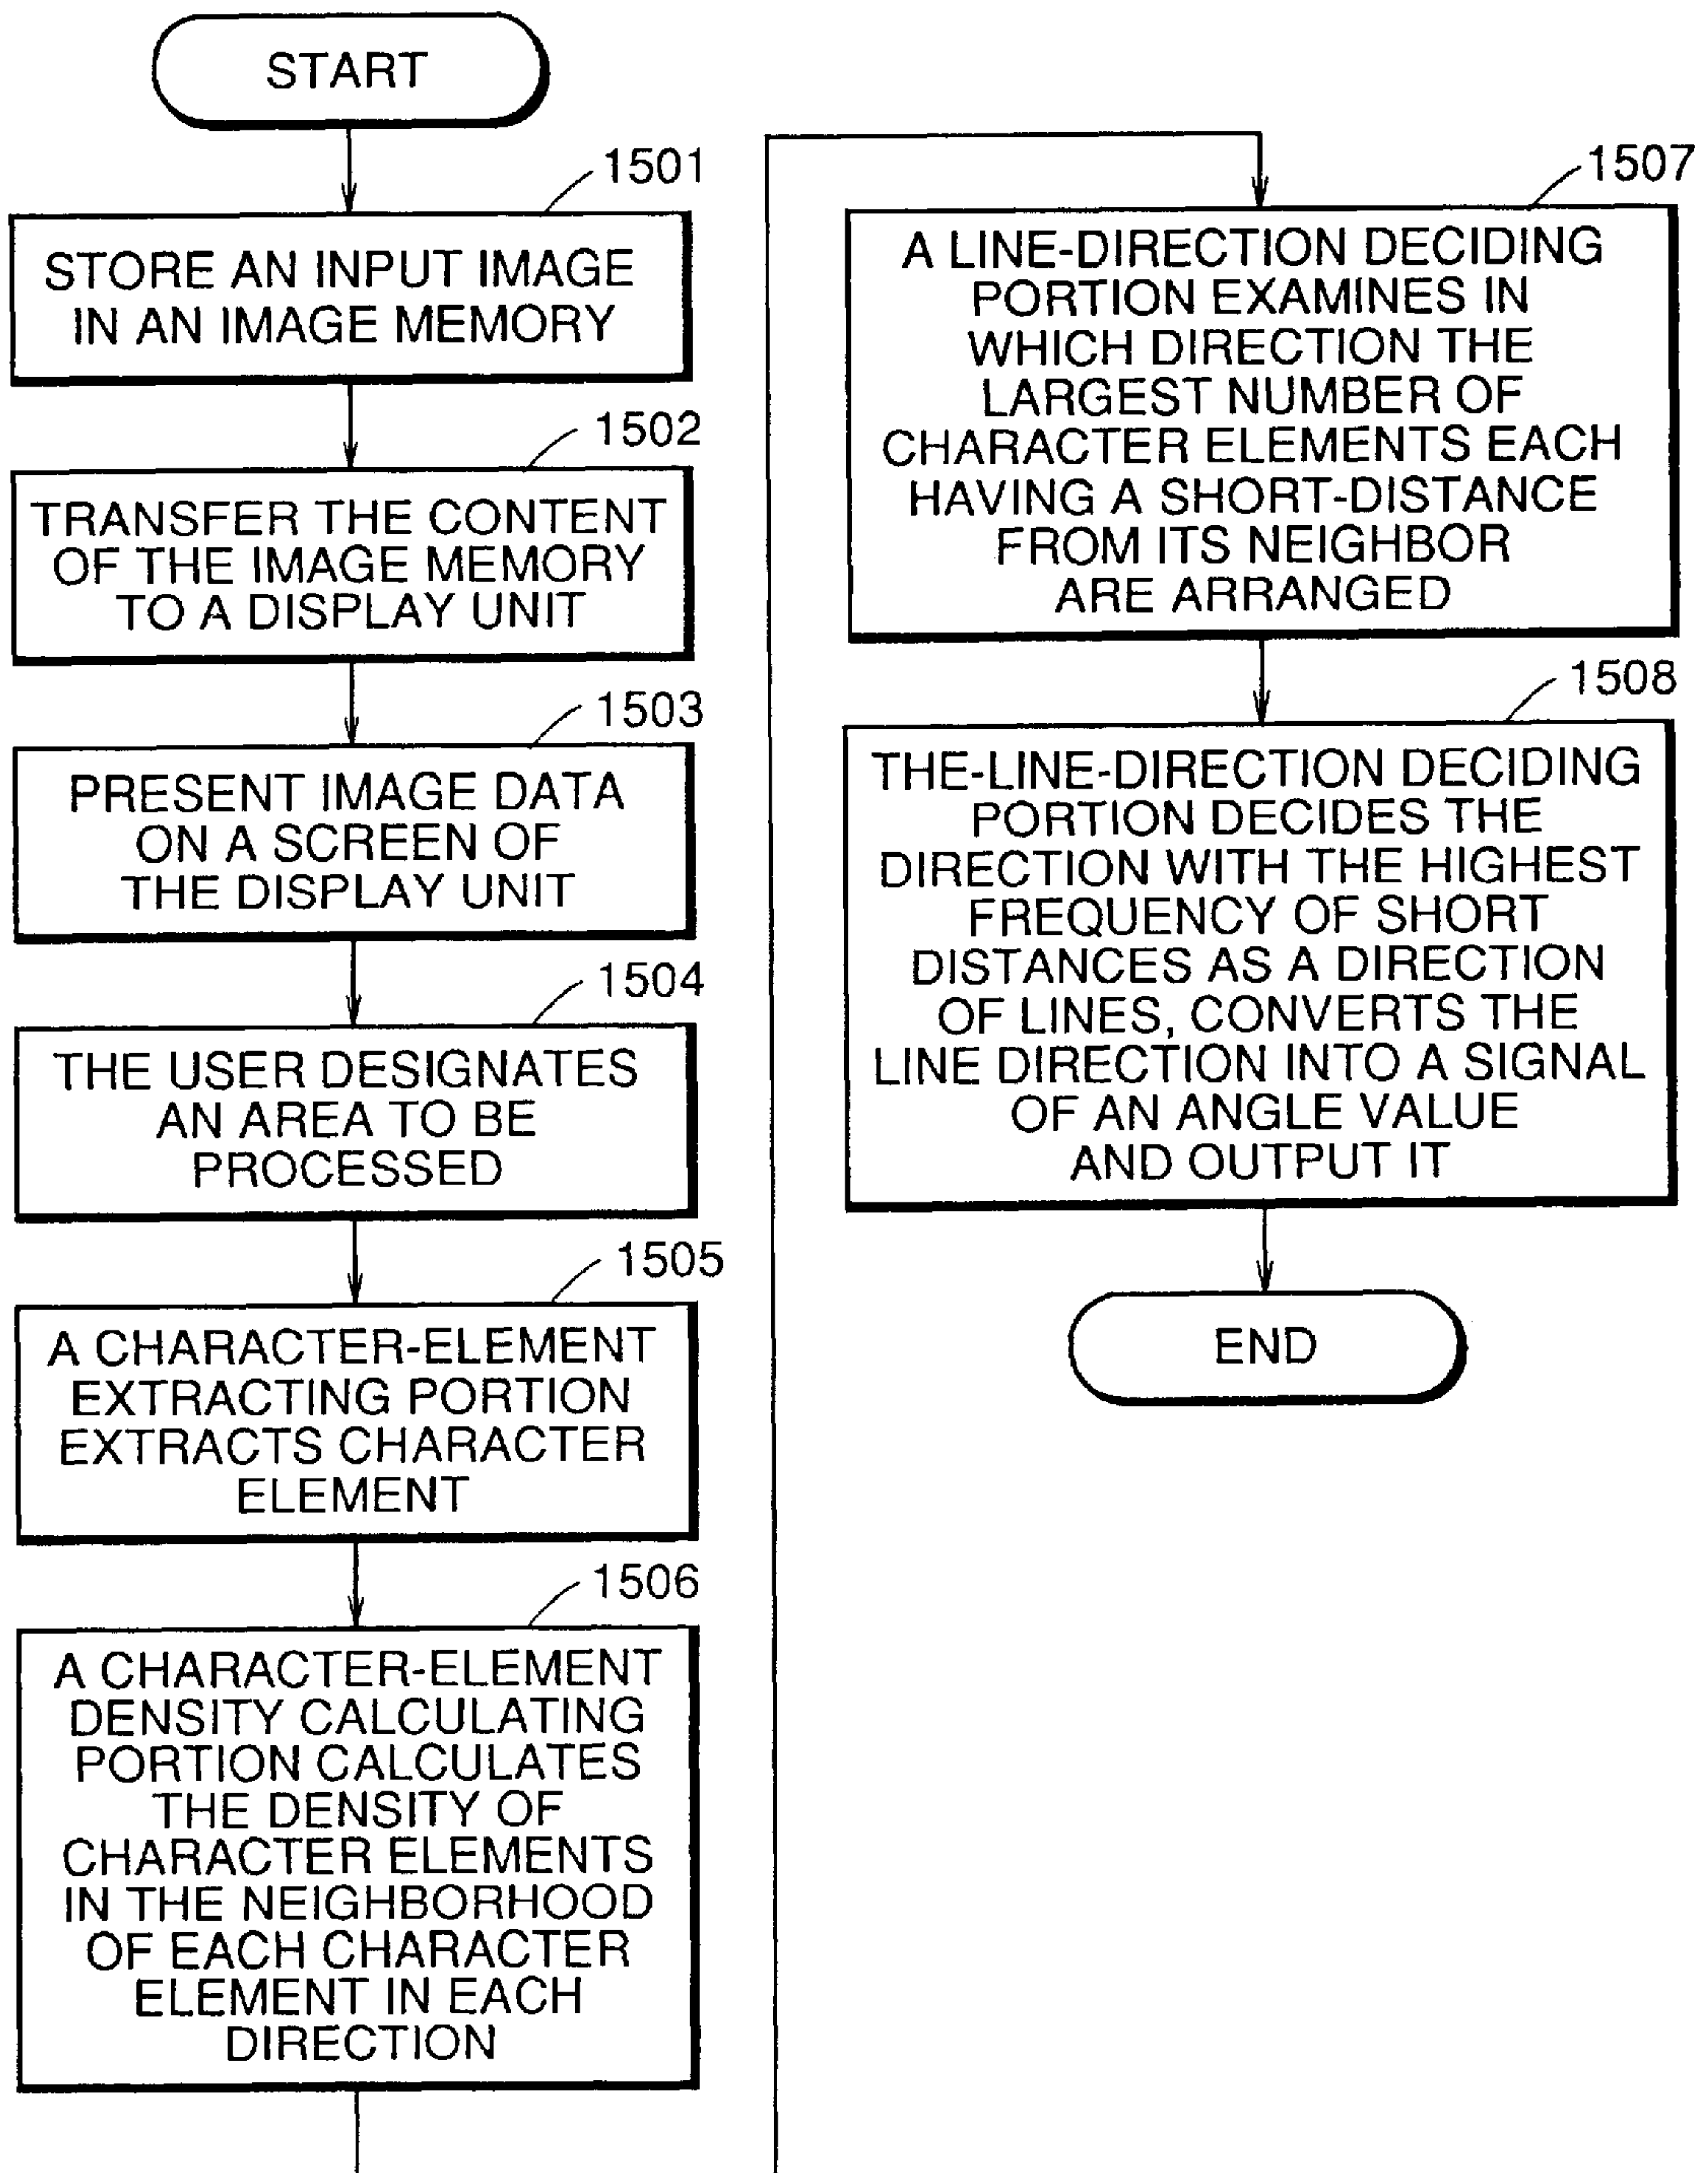 START
1501
STORE AN INPUT IMAGE
IN AN IMAGE MEMORY
1502
TRANSFER THE CONTENT
OF THE IMAGE MEMORY
TO A DISPLAY UNIT
1503
PRESENT IMAGE DATA
ON A SCREEN OF
THE DISPLAY UNIT
1504
THE USER DESIGNATES
AN AREA TO BE
PROCESSED
1505
A CHARACTER-ELEMENT
EXTRACTING PORTION
EXTRACTS CHARACTER
ELEMENT
1506
A CHARACTER-ELEMENT
DENSITY CALCULATING
PORTION CALCULATES
THE DENSITY OF
CHARACTER ELEMENTS
IN THE NEIGHBORHOOD
OF EACH CHARACTER
ELEMENT IN EACH
DIRECTION
1507
A LINE-DIRECTION DECIDING
PORTION EXAMINES IN
WHICH DIRECTION THE
LARGEST NUMBER OF
CHARACTER ELEMENTS EACH
HAVING A SHORT-DISTANCE
FROM ITS NEIGHBOR
ARE ARRANGED
1508
THE-LINE-DIRECTION DECIDING
PORTION DECIDES THE
DIRECTION WITH THE HIGHEST
FREQUENCY OF SHORT
DISTANCES AS A DIRECTION
OF LINES, CONVERTS THE
LINE DIRECTION INTO A SIGNAL
OF AN ANGLE VALUE
AND OUTPUT IT
END